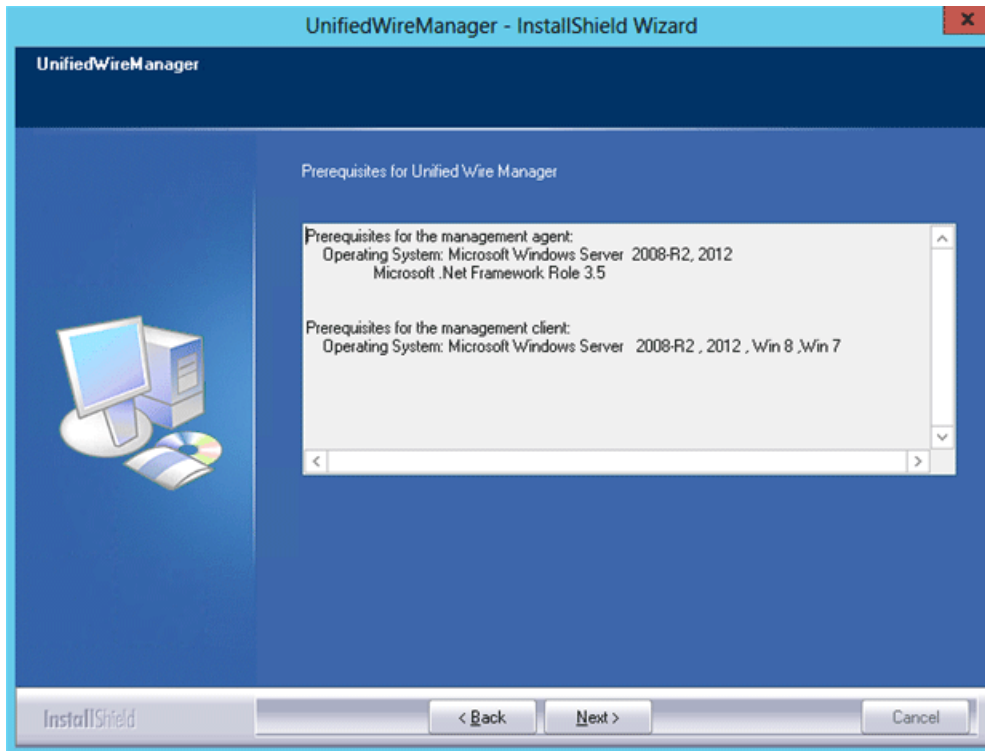 UnifiedWireManager - InstallShield Wizard
UnifiedWireManager
Prerequisites for Unified Wire Manager
Prerequisites for the management agent:
Operating System: Microsoft Windows Server 2008-R2, 2012
Microsoft .Net Framework Role 3.5
Prerequisites for the management client:
Operating System: Microsoft Windows Server 2008-R2 , 2012 , Win 8 ,Win 7
InstallShield
< Back
Next >
Cancel